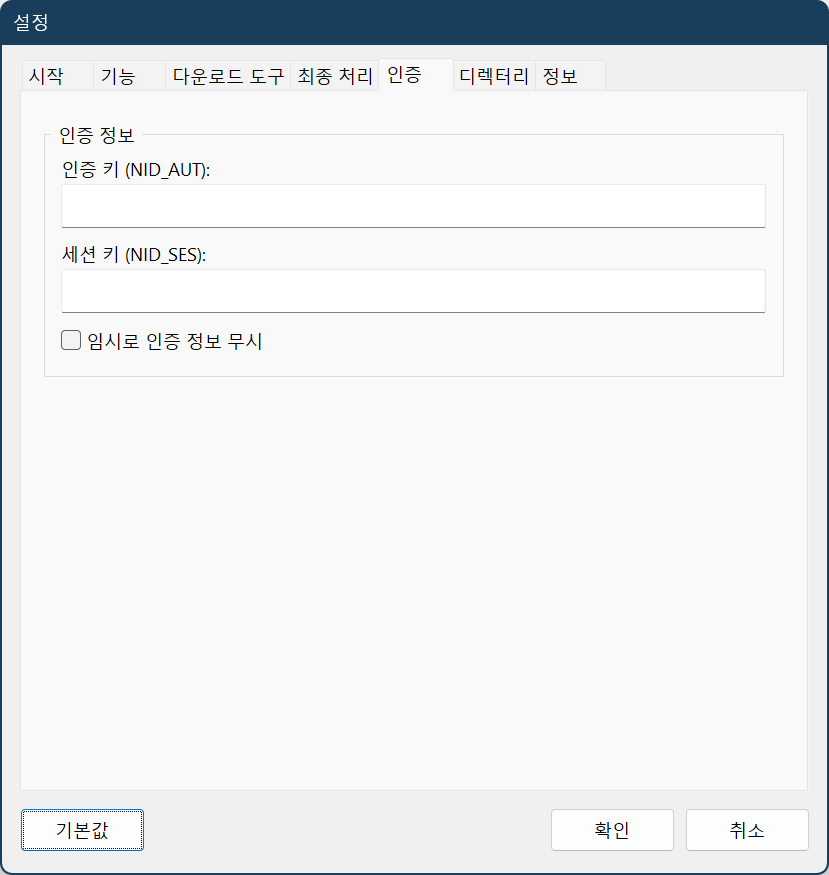 설정
시작 기능 다운로드 도구 최종 처리 인증 디렉터리 정보
인증 정보
인증 키 (NID_AUT):
세션 키 (NID_SES):
임시로 인증 정보 무시
기본값 확인 취소